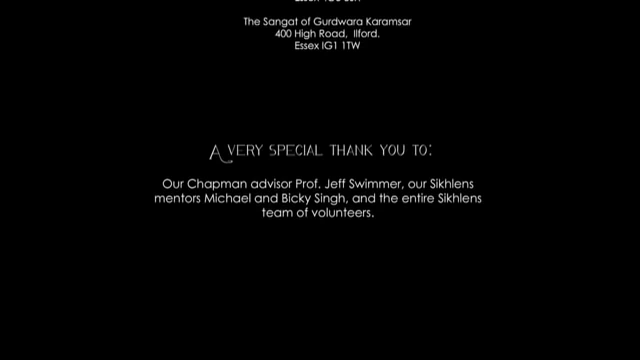 The Sangat of Gurdwara Karamsar
400 High Road,  Ilford.
Essex IG1 1TW
A VERY SPECIAL THANK YOU TO:
Our Chapman advisor Prof. Jeff Swimmer, our Sikhlens
mentors Michael and Bicky Singh, and the entire Sikhlens
team of volunteers.